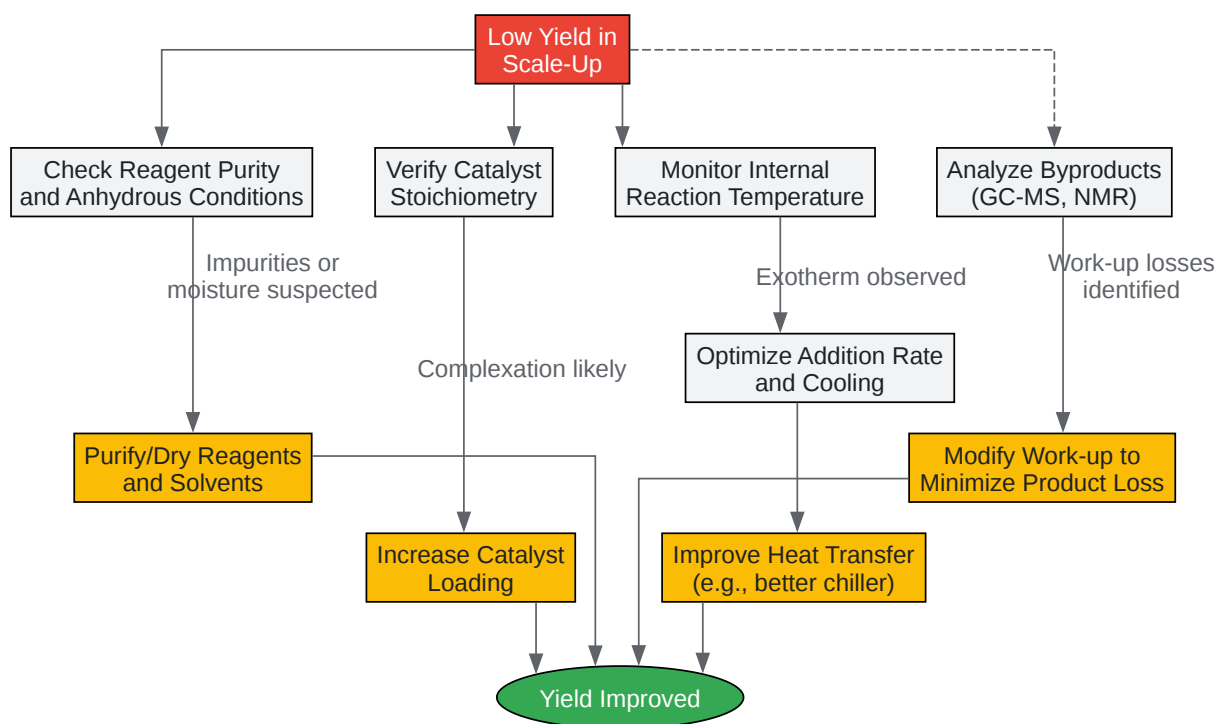 Low Yield in
Scale-Up
Check Reagent Purity
and Anhydrous Conditions
Verify Catalyst
Stoichiometry
Monitor Internal
Reaction Temperature
Analyze Byproducts
(GC-MS, NMR)
Impurities or
moisture suspected
Exotherm observed
Work-up losses
identified
Complexation likely
Optimize Addition Rate
and Cooling
Purify/Dry Reagents
and Solvents
Modify Work-up to
Minimize Product Loss
Increase Catalyst
Loading
Improve Heat Transfer
(e.g., better chiller)
Yield Improved